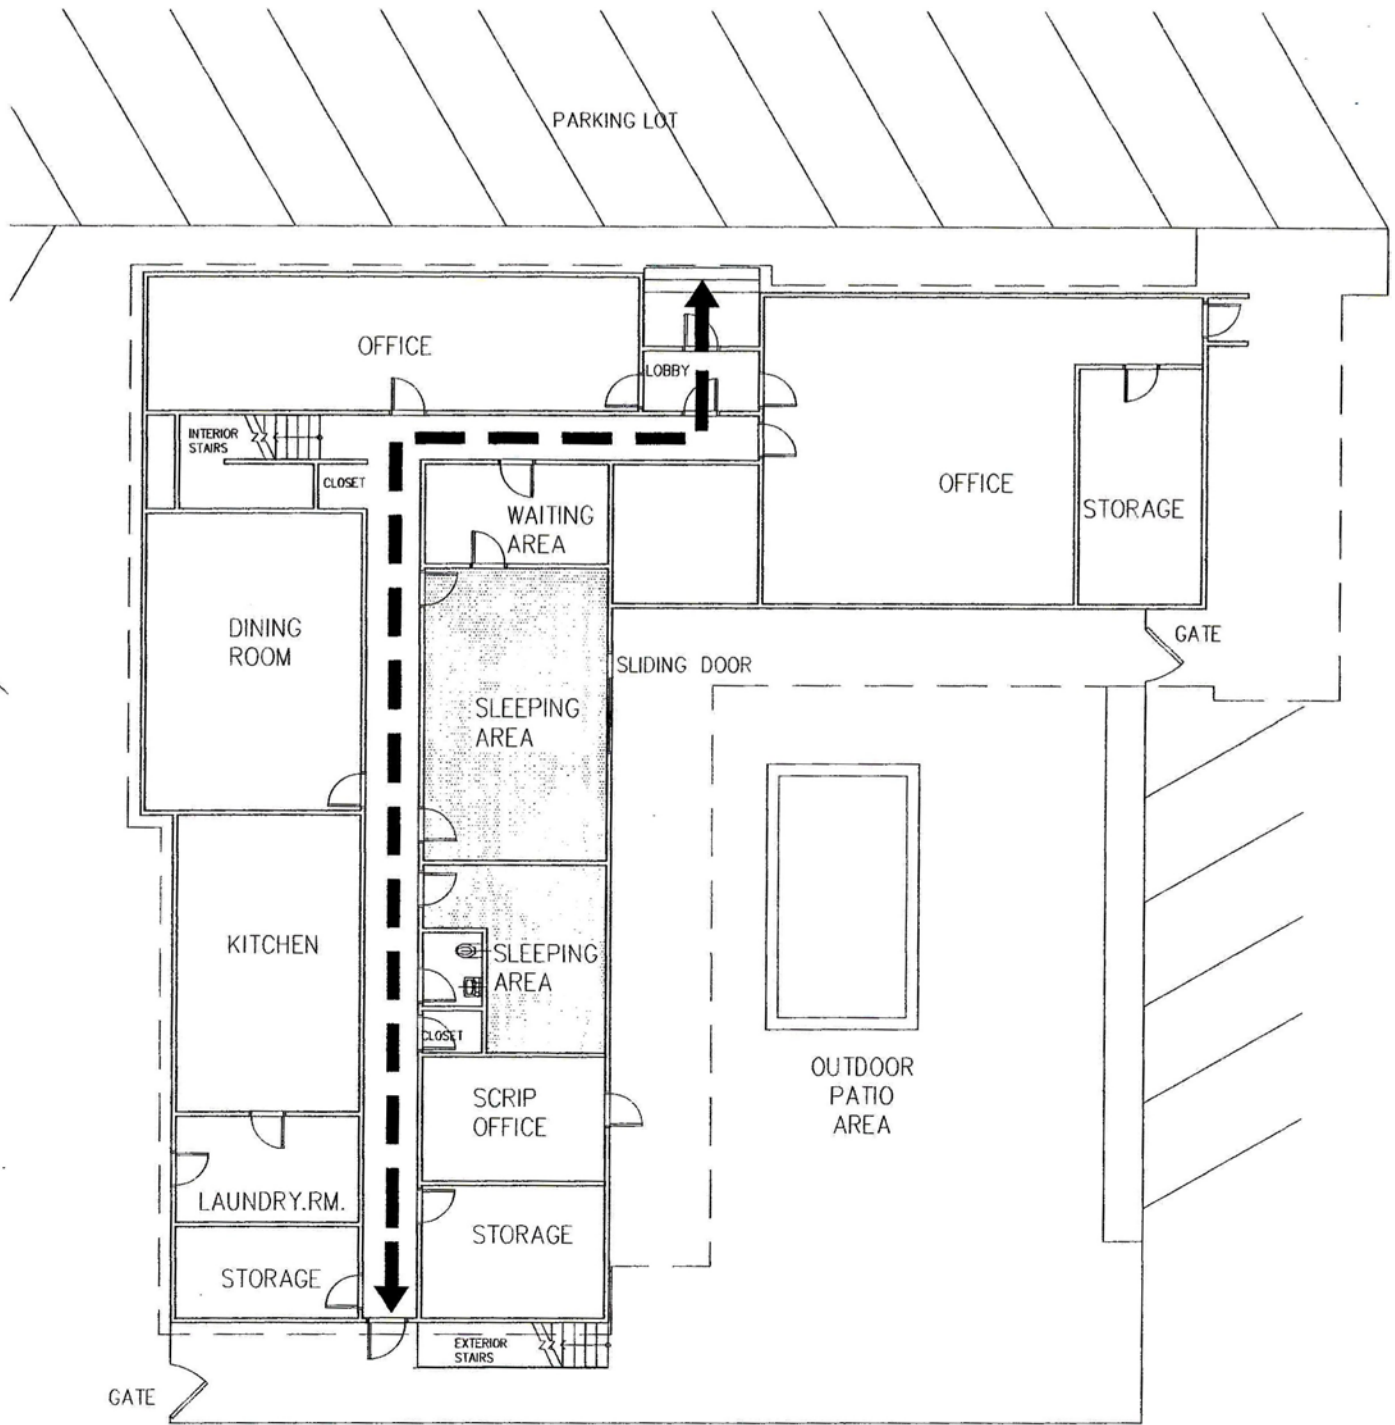 PARKING LOT
OFFICE
LOBBY
INTERIOR
STAIRS
CLOSET
WAITING
AREA
OFFICE
STORAGE
DINING
ROOM
GATE
SLIDING DOOR
SLEEPING
AREA
KITCHEN
SLEEPING
AREA
CLOSET
OUTDOOR
PATIO
AREA
SCRIP
OFFICE
LAUNDRY.RM.
STORAGE
STORAGE
EXTERIOR
STAIRS
GATE